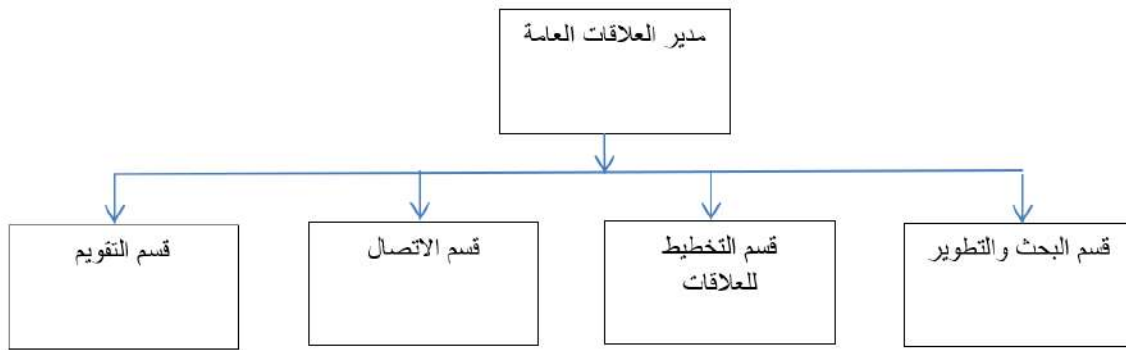 مدير العلاقات العامة
قسم البحث والتطوير
قسم التخطيط
للعلاقات
قسم الاتصال
قسم التقويم